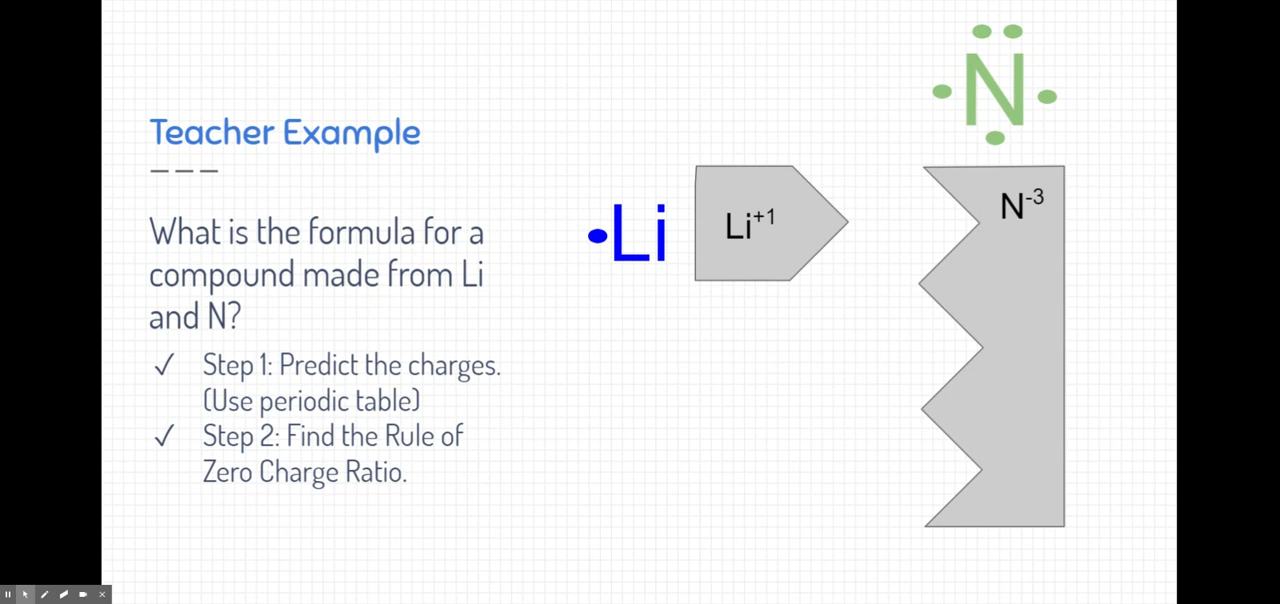 Teacher Example
What is the formula for a
compound made from Li
and N?
✓ Step 1: Predict the charges.
(Use periodic table)
✓ Step 2: Find the Rule of
Zero Charge Ratio.
Li
Li+1
N
N-3